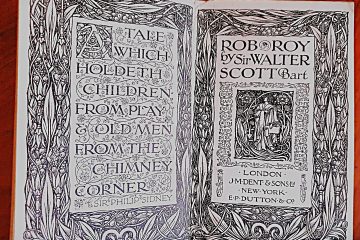 A TALE
WHICH
HOLDETH
CHILDREN
FROM PLAY
& OLD MEN
FROM THE
CHIMNEY
CORNER
SIR PHILIP SIDNEY
ROB ROY
by Sir WALTER
SCOTT Bart.
LONDON
J.M.DENT & SONS Ltd
NEW YORK
E.P. DUTTON & Co